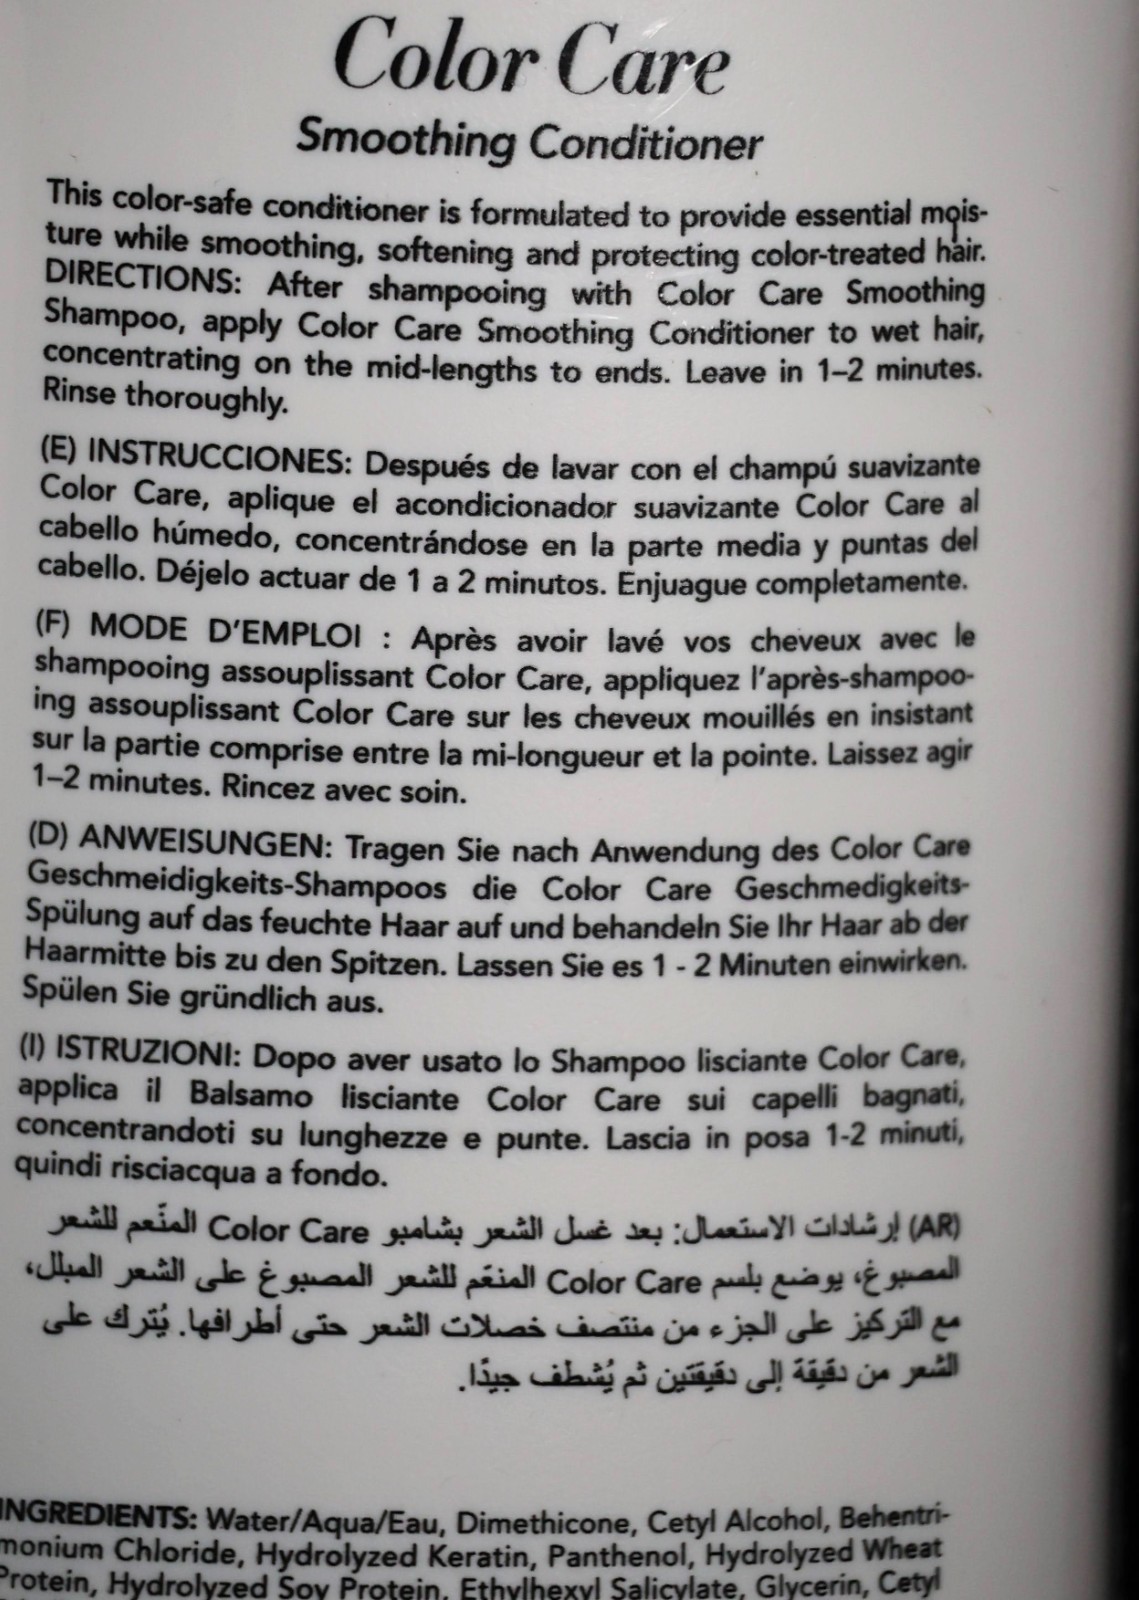 Color Care
Smoothing Conditioner
This color-safe conditioner is formulated to provide essential mois-
ture while smoothing, softening and protecting color-treated hair.
DIRECTIONS: After shampooing with Color Care Smoothing
Shampoo, apply Color Care Smoothing Conditioner to wet hair,
concentrating on the mid-lengths to ends. Leave in 1–2 minutes.
Rinse thoroughly.
(E) INSTRUCCIONES: Después de lavar con el champú suavizante
Color Care, aplique el acondicionador suavizante Color Care al
cabello húmedo, concentrándose en la parte media y puntas del
cabello. Déjelo actuar de 1 a 2 minutos. Enjuague completamente.
(F) MODE D'EMPLOI : Après avoir lavé vos cheveux avec le
shampooing assouplissant Color Care, appliquez l'après-shampoo-
ing assouplissant Color Care sur les cheveux mouillés en insistant
sur la partie comprise entre la mi-longueur et la pointe. Laissez agir
1–2 minutes. Rincez avec soin.
(D) ANWEISUNGEN: Tragen Sie nach Anwendung des Color Care
Geschmeidigkeits-Shampoos die Color Care Geschmedigkeits-
Spülung auf das feuchte Haar auf und behandeln Sie Ihr Haar ab der
Haarmitte bis zu den Spitzen. Lassen Sie es 1 - 2 Minuten einwirken.
Spülen Sie gründlich aus.
(I) ISTRUZIONI: Dopo aver usato lo Shampoo lisciante Color Care,
applica il Balsamo lisciante Color Care sui capelli bagnati,
concentrandoti su lunghezze e punte. Lascia in posa 1-2 minuti,
quindi risciacqua a fondo.
(AR) إرشادات الاستعمال: بعد غسل الشعر بشامبو Color Care المنعّم للشعر
المصبوغ، يوضع بلسم Color Care المنعّم للشعر المصبوغ على الشعر المبلل،
مع التركيز على الجزء من منتصف خصلات الشعر حتى أطرافها. يُترك على
الشعر من دقيقة إلى دقيقتين ثم يُشطف جيدًا.
INGREDIENTS: Water/Aqua/Eau, Dimethicone, Cetyl Alcohol, Behentri-
monium Chloride, Hydrolyzed Keratin, Panthenol, Hydrolyzed Wheat
Protein, Hydrolyzed Soy Protein, Ethylhexyl Salicylate, Glycerin, Cetyl